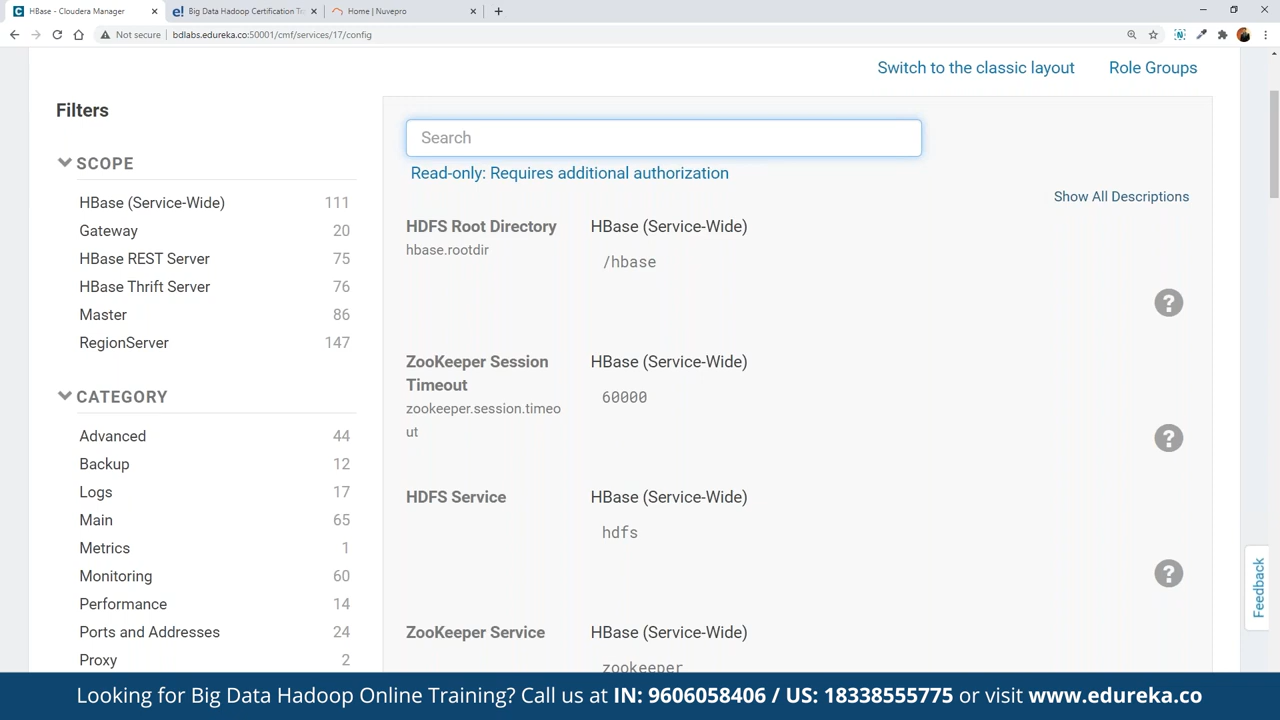 HBase - Cloudera Manager
Big Data Hadoop Certification Tr
Home | Nuvepro
Not secure | bdlabs.edureka.co:50001/cmf/services/17/config
Switch to the classic layout
Role Groups
Filters
SCOPE
HBase (Service-Wide) 111
Gateway 20
HBase REST Server 75
HBase Thrift Server 76
Master 86
RegionServer 147
CATEGORY
Advanced 44
Backup 12
Logs 17
Main 65
Metrics 1
Monitoring 60
Performance 14
Ports and Addresses 24
Proxy 2
Search
Read-only: Requires additional authorization
Show All Descriptions
HDFS Root Directory
hbase.rootdir
HBase (Service-Wide)
/hbase
ZooKeeper Session
Timeout
zookeeper.session.timeo
ut
HBase (Service-Wide)
60000
HDFS Service
HBase (Service-Wide)
hdfs
ZooKeeper Service
HBase (Service-Wide)
zookeeper
Feedback
Looking for Big Data Hadoop Online Training? Call us at IN: 9606058406 / US: 18338555775 or visit www.edureka.co